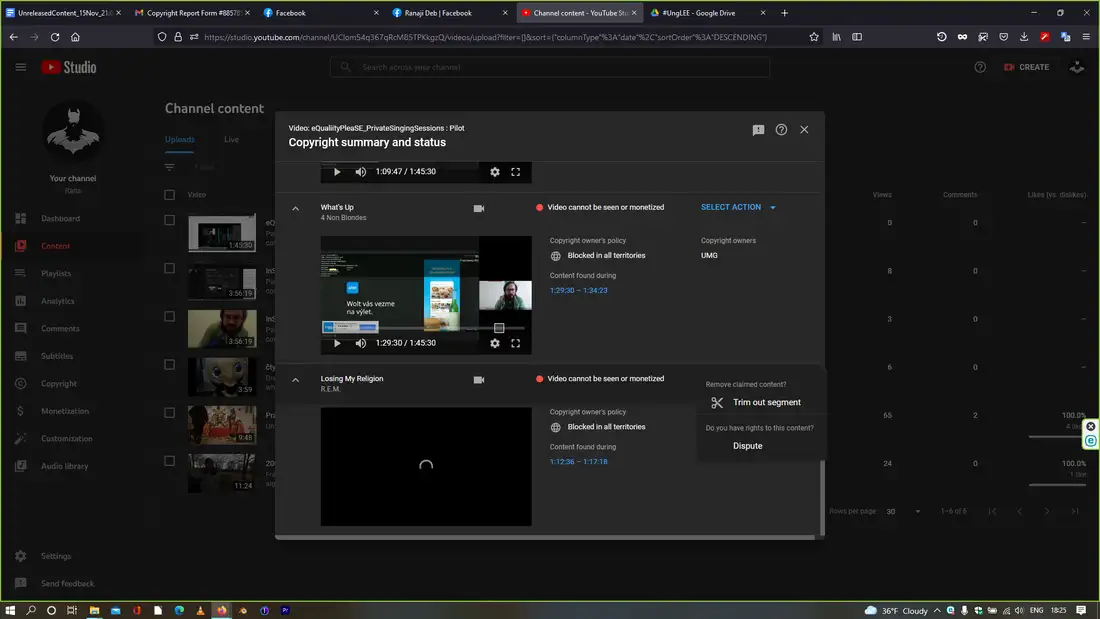 UnreleasedContent_15Nov_21
Copyright Report Form #8857
Facebook
Ranaji Deb | Facebook
Channel content - YouTube Stu
#UngLEE - Google Drive
https://studio.youtube.com/channel/UClom54q367qRcM85TPKkgzQ/videos/upload?filter=[]&sort={"columnType"%3A"date"%2C"sortOrder"%3A"DESCENDING"}
Studio
Search across your channel
CREATE
Channel content
Uploads
Live
Your channel
Rana
Dashboard
Content
Playlists
Analytics
Comments
Subtitles
Copyright
Monetization
Customization
Audio library
Settings
Send feedback
Video
1:45:30
3:56:19
3:56:19
3:59
9:48
11:24
Video: eQualiityPleaSE_PrivateSingingSessions : Pilot
Copyright summary and status
1:09:47 / 1:45:30
What's Up
4 Non Blondes
Video cannot be seen or monetized
SELECT ACTION
Copyright owner's policy
Blocked in all territories
Content found during
1:29:30 – 1:34:23
Copyright owners
UMG
Wolt vás vezme
na výlet.
1:29:30 / 1:45:30
Losing My Religion
R.E.M.
Video cannot be seen or monetized
Copyright owner's policy
Blocked in all territories
Content found during
1:12:36 – 1:17:18
Remove claimed content?
Trim out segment
Do you have rights to this content?
Dispute
Views
Comments
Likes (vs. dislikes)
0
0
–
8
0
–
3
0
–
6
0
–
65
2
100.0%
4 likes
24
0
100.0%
1 like
Rows per page
30
1–6 of 6
36°F Cloudy
ENG
18:25